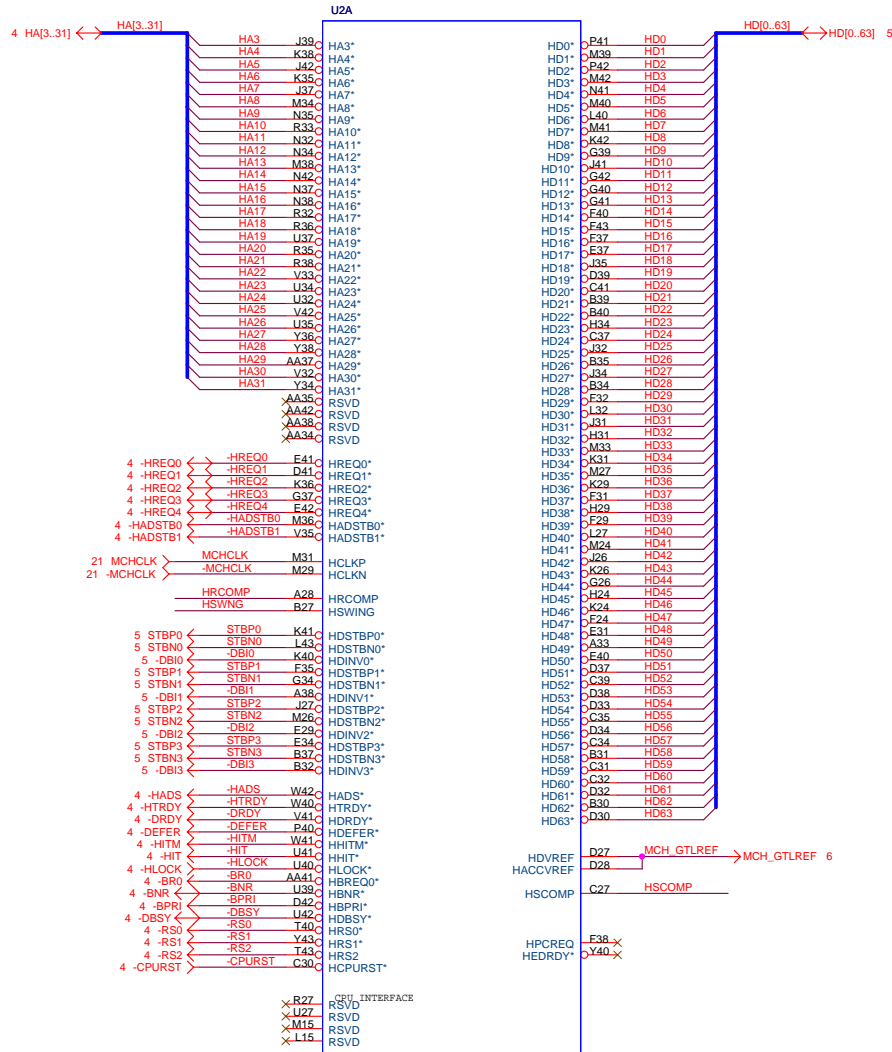 U2A
4 HA[3..31] HA[3..31]
HA3 J39 HA3*
HA4 K38 HA4*
HA5 J42 HA5*
HA6 K35 HA6*
HA7 J37 HA7*
HA8 M34 HA8*
HA9 N35 HA9*
HA10 R33 HA10*
HA11 N32 HA11*
HA12 N34 HA12*
HA13 M38 HA13*
HA14 N42 HA14*
HA15 N37 HA15*
HA16 N38 HA16*
HA17 R32 HA17*
HA18 R36 HA18*
HA19 U37 HA19*
HA20 R35 HA20*
HA21 R38 HA21*
HA22 V33 HA22*
HA23 U34 HA23*
HA24 U32 HA24*
HA25 V42 HA25*
HA26 U35 HA26*
HA27 Y36 HA27*
HA28 Y38 HA28*
HA29 AA37 HA29*
HA30 V32 HA30*
HA31 Y34 HA31*
AA35 RSVD
AA42 RSVD
AA38 RSVD
AA34 RSVD
4 -HREQ0 -HREQ0 E41 HREQ0*
4 -HREQ1 -HREQ1 D41 HREQ1*
4 -HREQ2 -HREQ2 K36 HREQ2*
4 -HREQ3 -HREQ3 G37 HREQ3*
4 -HREQ4 -HREQ4 E42 HREQ4*
4 -HADSTB0 -HADSTB0 M36 HADSTB0*
4 -HADSTB1 -HADSTB1 V35 HADSTB1*
21 MCHCLK MCHCLK M31 HCLKP
21 -MCHCLK -MCHCLK M29 HCLKN
HRCOMP A28 HRCOMP
HSWNG B27 HSWING
5 STBP0 STBP0 K41 HDSTBP0*
5 STBN0 STBN0 L43 HDSTBN0*
5 -DBI0 -DBI0 K40 HDINV0*
5 STBP1 STBP1 F35 HDSTBP1*
5 STBN1 STBN1 G34 HDSTBN1*
5 -DBI1 -DBI1 A38 HDINV1*
5 STBP2 STBP2 J27 HDSTBP2*
5 STBN2 STBN2 M26 HDSTBN2*
5 -DBI2 -DBI2 E29 HDINV2*
5 STBP3 STBP3 E34 HDSTBP3*
5 STBN3 STBN3 B37 HDSTBN3*
5 -DBI3 -DBI3 B32 HDINV3*
4 -HADS -HADS W42 HADS*
4 -HTRDY -HTRDY W40 HTRDY*
4 -DRDY -DRDY V41 HDRDY*
4 -DEFER -DEFER P40 HDEFER*
4 -HITM -HITM W41 HHITM*
4 -HIT -HIT U41 HHIT*
4 -HLOCK -HLOCK U40 HLOCK*
4 -BR0 -BR0 AA41 HBREQ0*
4 -BNR -BNR U39 HBNR*
4 -BPRI -BPRI D42 HBPRI*
4 -DBSY -DBSY U42 HDBSY*
4 -RS0 -RS0 T40 HRS0*
4 -RS1 -RS1 Y43 HRS1*
4 -RS2 -RS2 T43 HRS2
4 -CPURST -CPURST C30 HCPURST*
CPU INTERFACE
R27 RSVD
U27 RSVD
M15 RSVD
L15 RSVD
HD[0..63] HD[0..63] 5
HD0* P41 HD0
HD1* M39 HD1
HD2* P42 HD2
HD3* M42 HD3
HD4* N41 HD4
HD5* M40 HD5
HD6* L40 HD6
HD7* M41 HD7
HD8* K42 HD8
HD9* G39 HD9
HD10* J41 HD10
HD11* G42 HD11
HD12* G40 HD12
HD13* G41 HD13
HD14* F40 HD14
HD15* F43 HD15
HD16* F37 HD16
HD17* E37 HD17
HD18* J35 HD18
HD19* D39 HD19
HD20* C41 HD20
HD21* B39 HD21
HD22* B40 HD22
HD23* H34 HD23
HD24* C37 HD24
HD25* J32 HD25
HD26* B35 HD26
HD27* J34 HD27
HD28* B34 HD28
HD29* F32 HD29
HD30* L32 HD30
HD31* J31 HD31
HD32* H31 HD32
HD33* M33 HD33
HD34* K31 HD34
HD35* M27 HD35
HD36* K29 HD36
HD37* F31 HD37
HD38* H29 HD38
HD39* F29 HD39
HD40* L27 HD40
HD41* M24 HD41
HD42* J26 HD42
HD43* K26 HD43
HD44* G26 HD44
HD45* H24 HD45
HD46* K24 HD46
HD47* F24 HD47
HD48* E31 HD48
HD49* A33 HD49
HD50* E40 HD50
HD51* D37 HD51
HD52* C39 HD52
HD53* D38 HD53
HD54* D33 HD54
HD55* C35 HD55
HD56* D34 HD56
HD57* C34 HD57
HD58* B31 HD58
HD59* C31 HD59
HD60* C32 HD60
HD61* D32 HD61
HD62* B30 HD62
HD63* D30 HD63
HDVREF D27 MCH_GTLREF MCH_GTLREF 6
HACCVREF D28
HSCOMP C27 HSCOMP
HPCREQ F38
HEDRDY* Y40